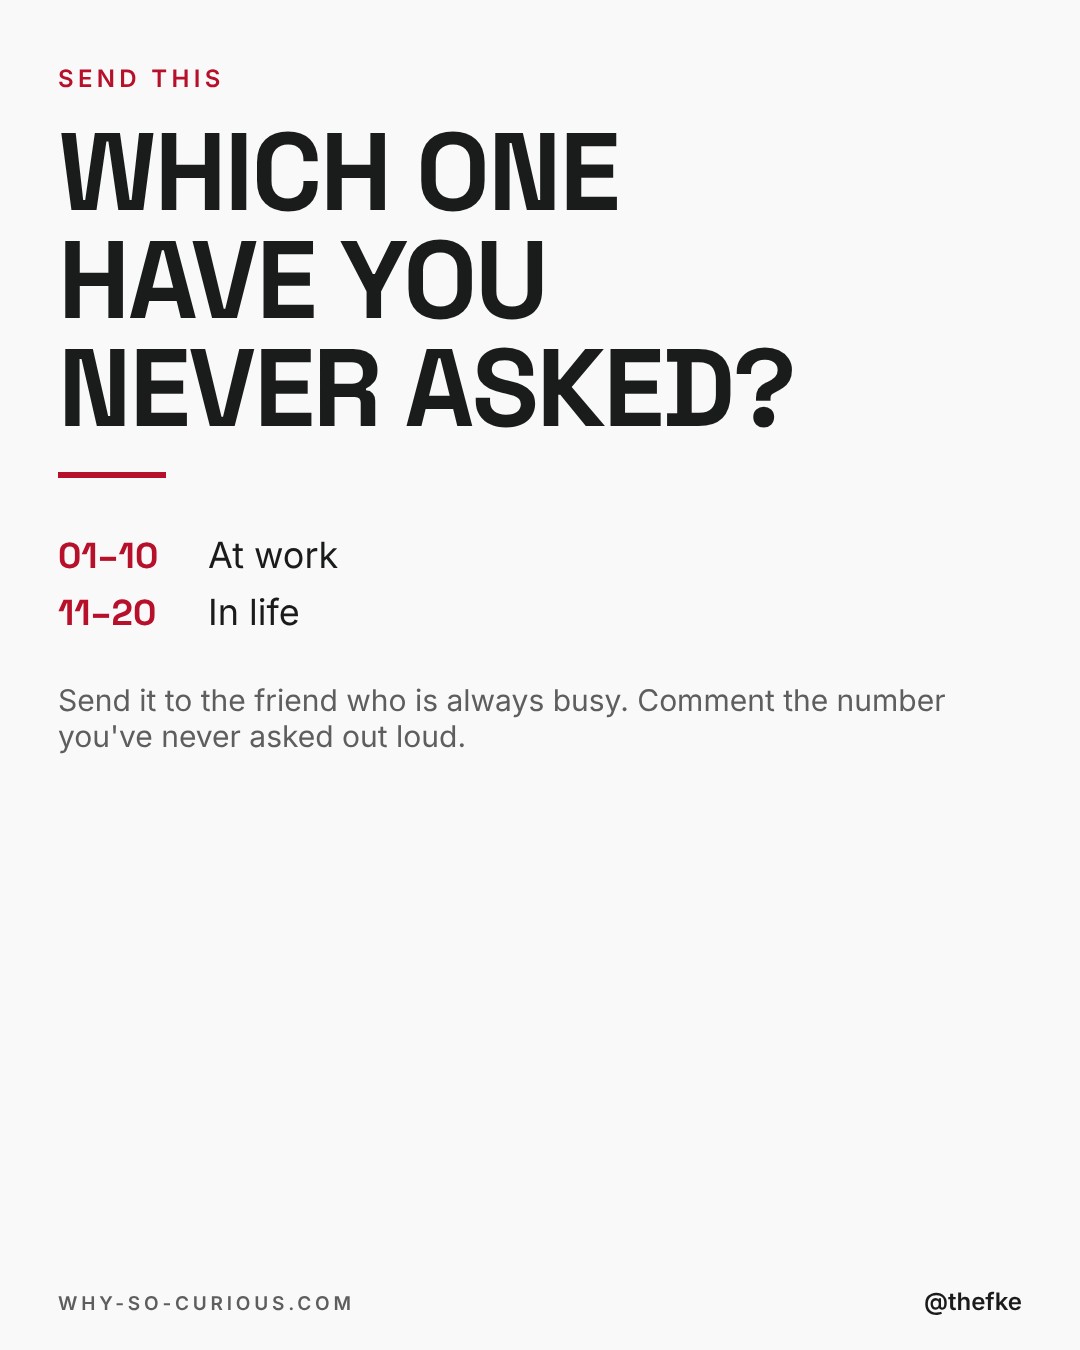 SEND THIS
WHICH ONE
HAVE YOU
NEVER ASKED?
01–10 At work
11–20 In life
Send it to the friend who is always busy. Comment the number
you've never asked out loud.
WHY-SO-CURIOUS.COM
@thefke